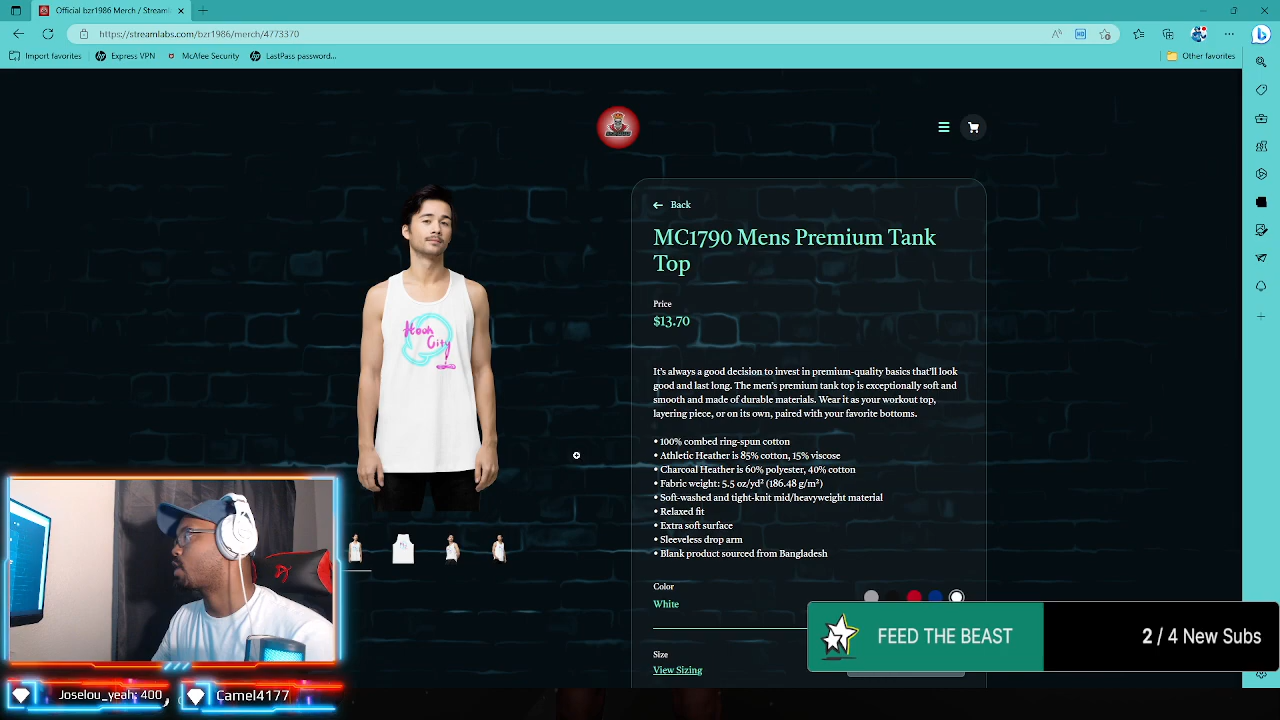 Official bzr1986 Merch / Streaml
https://streamlabs.com/bzr1986/merch/4773370
Import favorites
Express VPN
McAfee Security
LastPass password...
Other favorites
Back
MC1790 Mens Premium Tank
Top
Price
$13.70
It's always a good decision to invest in premium-quality basics that'll look
good and last long. The men's premium tank top is exceptionally soft and
smooth and made of durable materials. Wear it as your workout top,
layering piece, or on its own, paired with your favorite bottoms.
• 100% combed ring-spun cotton
• Athletic Heather is 85% cotton, 15% viscose
• Charcoal Heather is 60% polyester, 40% cotton
• Fabric weight: 5.5 oz/yd² (186.48 g/m²)
• Soft-washed and tight-knit mid/heavyweight material
• Relaxed fit
• Extra soft surface
• Sleeveless drop arm
• Blank product sourced from Bangladesh
Color
White
Size
View Sizing
City
FEED THE BEAST
2 / 4 New Subs
Joselou_yeah: 400
Camel4177